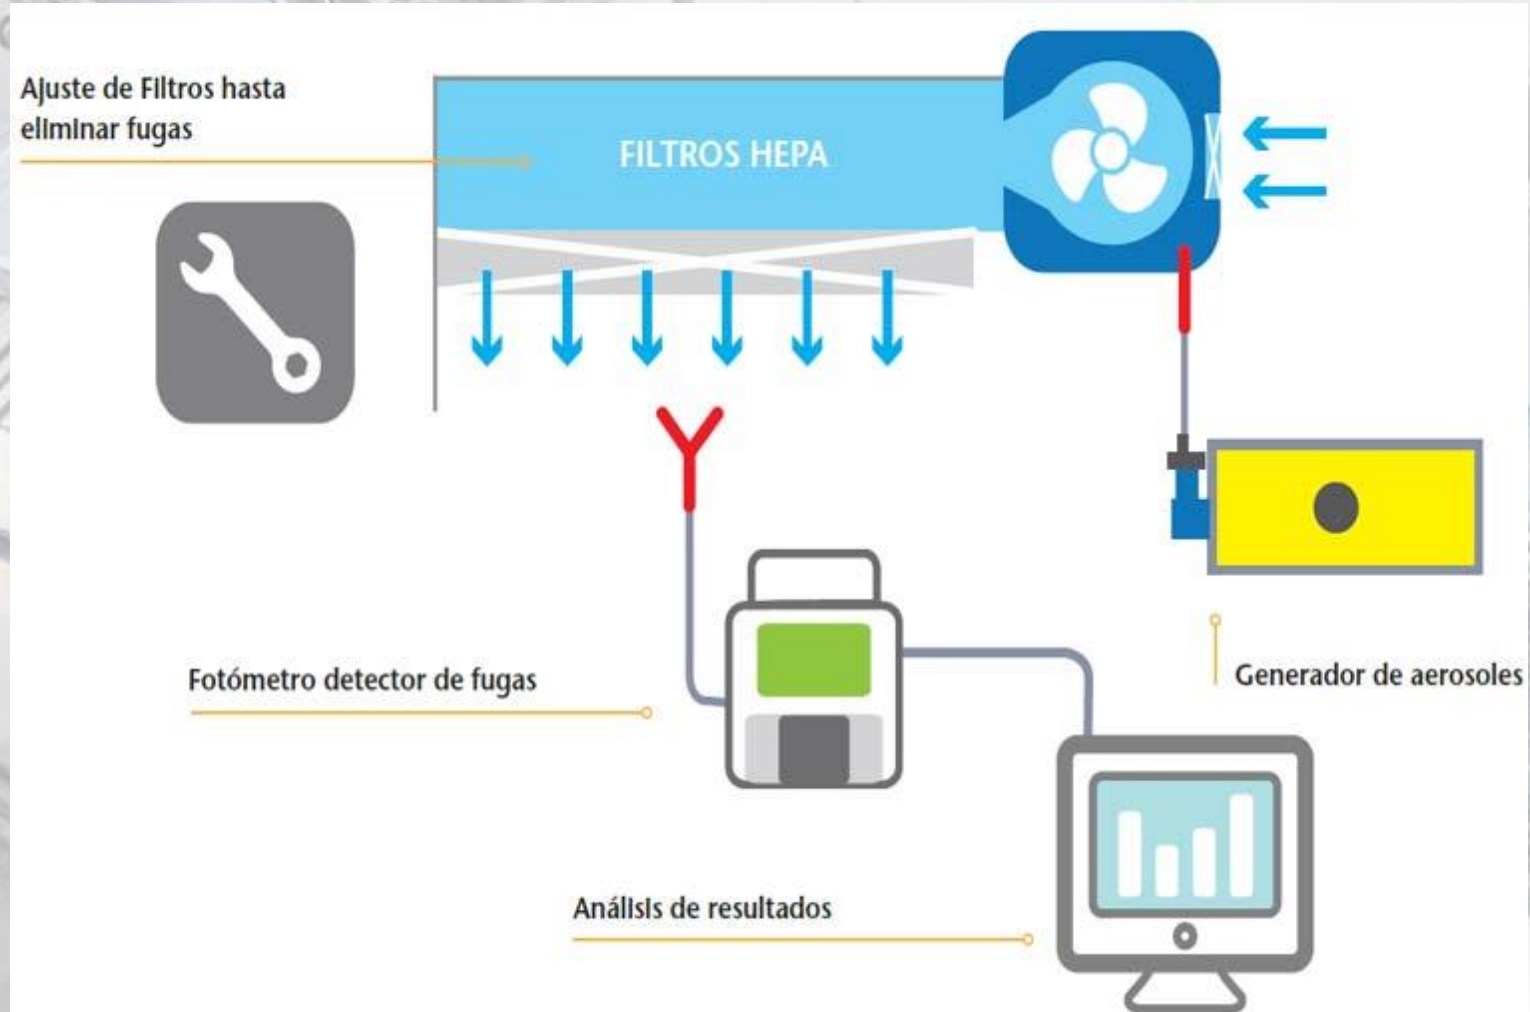 Ajuste de Filtros hasta
eliminar fugas
FILTROS HEPA
Fotómetro detector de fugas
Generador de aerosoles
Análisis de resultados